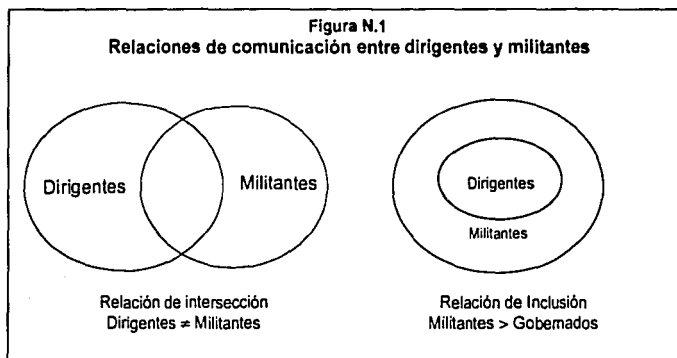 Figura N.1
Relaciones de comunicación entre dirigentes y militantes
Dirigentes
Militantes
Dirigentes
Militantes
Relación de intersección
Dirigentes ≠ Militantes
Relación de Inclusión
Militantes > Gobernados